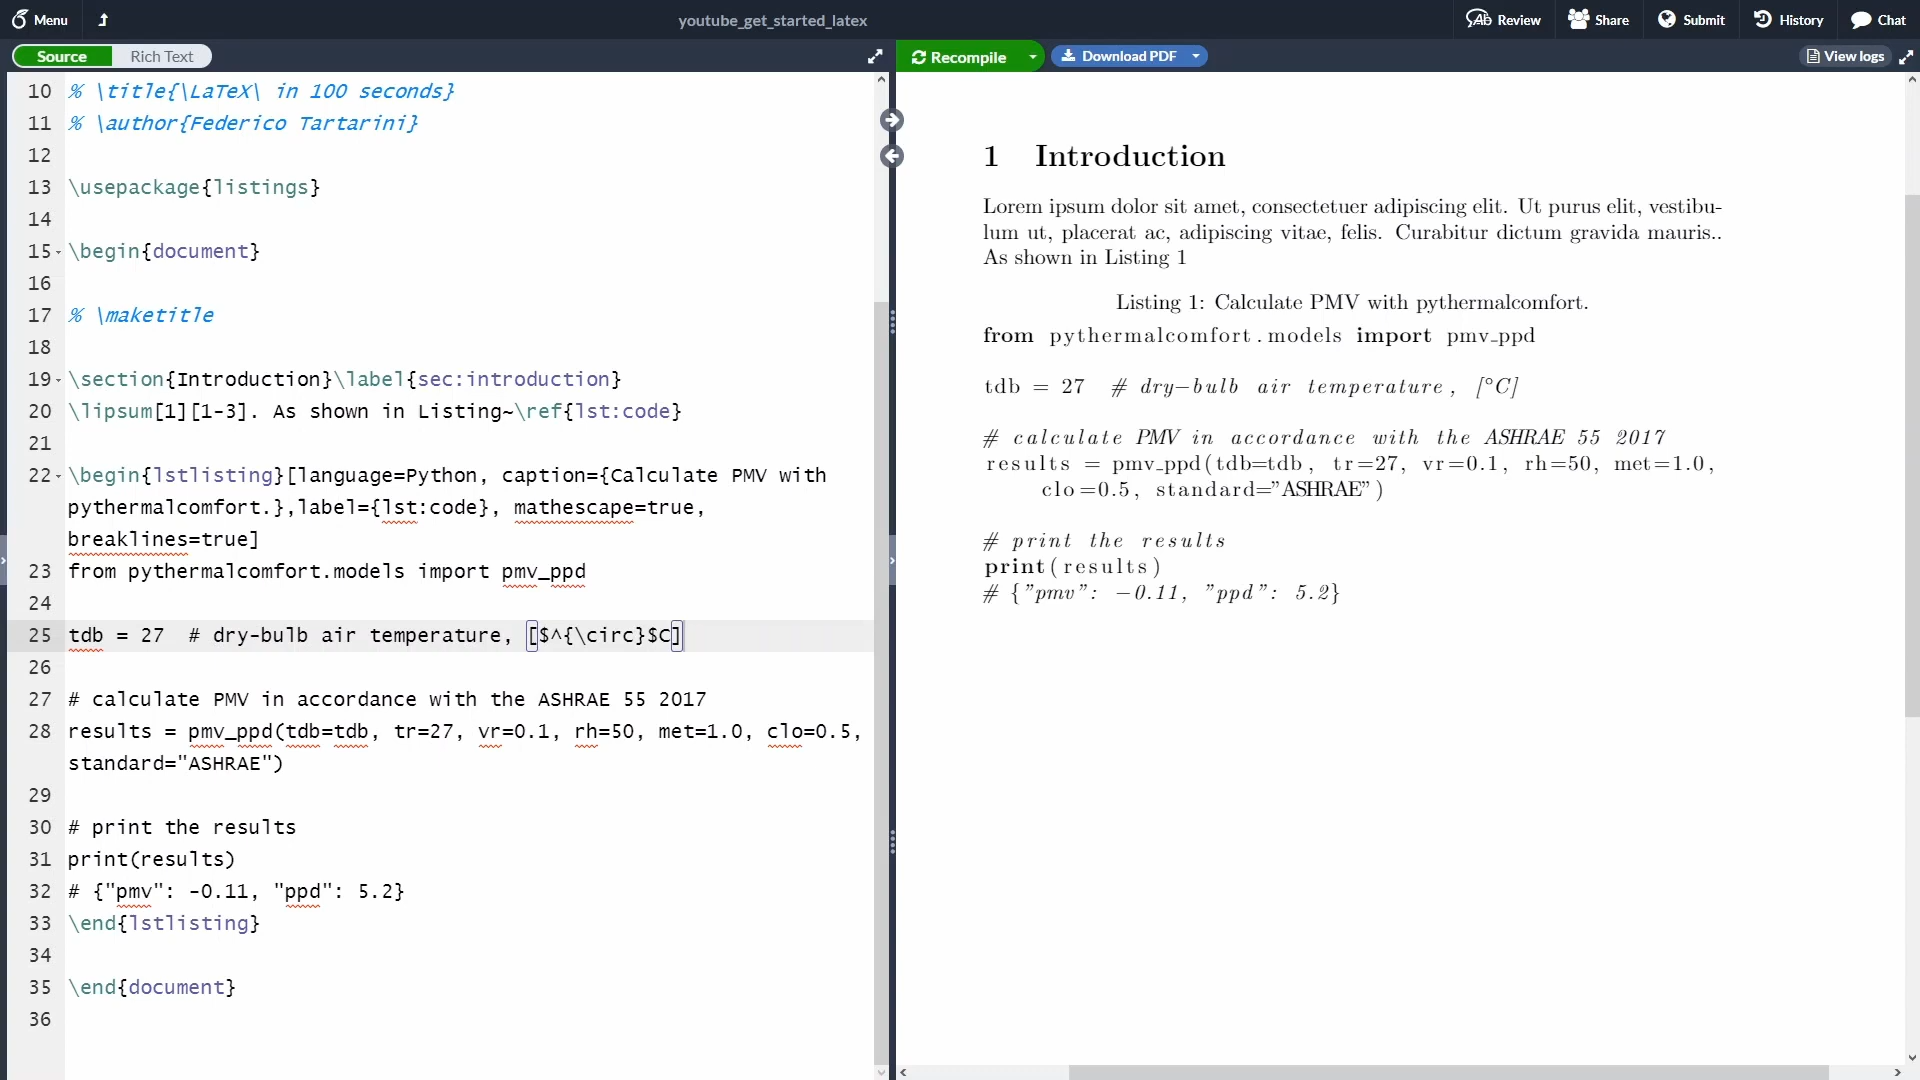 Menu
youtube_get_started_latex
Review
Share
Submit
History
Chat
Source
Rich Text
Recompile
Download PDF
View logs
10 % \title{\LaTeX\ in 100 seconds}
11 % \author{Federico Tartarini}
12
13 \usepackage{listings}
14
15 \begin{document}
16
17 % \maketitle
18
19 \section{Introduction}\label{sec:introduction}
20 \lipsum[1][1-3]. As shown in Listing~\ref{lst:code}
21
22 \begin{lstlisting}[language=Python, caption={Calculate PMV with
pythermalcomfort.},label={lst:code}, mathescape=true,
breaklines=true]
23 from pythermalcomfort.models import pmv_ppd
24
25 tdb = 27  # dry-bulb air temperature, [$^{\circ}$C]
26
27 # calculate PMV in accordance with the ASHRAE 55 2017
28 results = pmv_ppd(tdb=tdb, tr=27, vr=0.1, rh=50, met=1.0, clo=0.5,
standard="ASHRAE")
29
30 # print the results
31 print(results)
32 # {"pmv": -0.11, "ppd": 5.2}
33 \end{lstlisting}
34
35 \end{document}
36
1 Introduction
Lorem ipsum dolor sit amet, consectetuer adipiscing elit. Ut purus elit, vestibu-
lum ut, placerat ac, adipiscing vitae, felis. Curabitur dictum gravida mauris..
As shown in Listing 1
Listing 1: Calculate PMV with pythermalcomfort.
from pythermalcomfort.models import pmv_ppd
tdb = 27 # dry−bulb air temperature, [°C]
# calculate PMV in accordance with the ASHRAE 55 2017
results = pmv_ppd(tdb=tdb, tr=27, vr=0.1, rh=50, met=1.0,
clo=0.5, standard=”ASHRAE”)
# print the results
print(results)
# {”pmv”: −0.11, ”ppd”: 5.2}